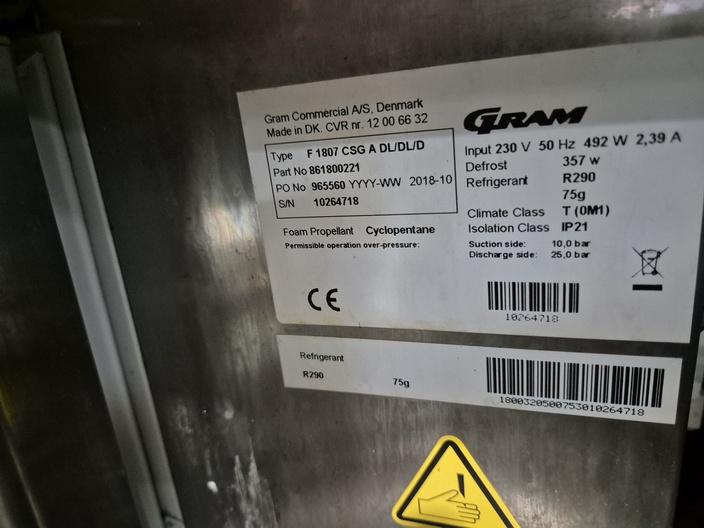 Gram Commercial A/S, Denmark
Made in DK. CVR nr. 12 00 66 32
Type F 1807 CSG A DL/DL/D
Part No 861800221
PO No 965560 YYYY-WW 2018-10
S/N 10264718
Foam Propellant Cyclopentane
Permissible operation over-pressure:
CE
GRAM
Input 230 V 50 Hz 492 W 2,39 A
Defrost 357 w
Refrigerant R290
75g
Climate Class T (0M1)
Isolation Class IP21
Suction side: 10,0 bar
Discharge side: 25,0 bar
10264718
Refrigerant
R290 75g
1800320500753010264718